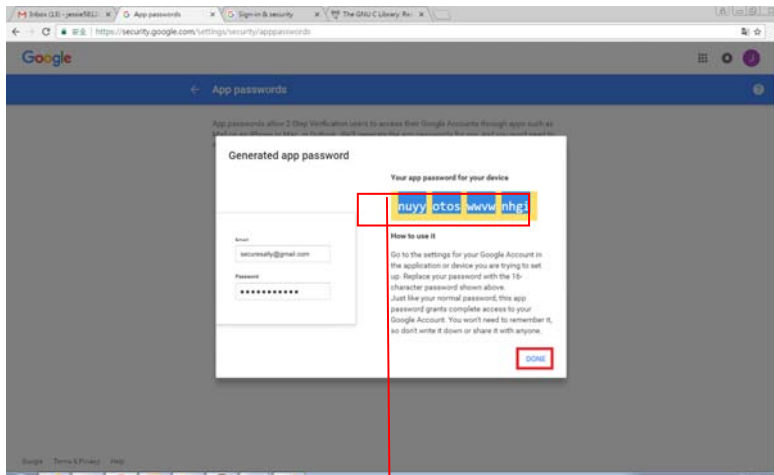 App passwords
Sign-in & security
The GNU C Library
安全 | https://security.google.com/settings/security/apppasswords
Google
J
App passwords
App passwords allow 2-Step Verification users to access their Google Accounts through apps such as
Generated app password
Your app password for your device
nuyy otos wwvw nhgi
Email
securesally@gmail.com
Password
How to use it
Go to the settings for your Google Account in
the application or device you are trying to set
up. Replace your password with the 16-
character password shown above.
Just like your normal password, this app
password grants complete access to your
Google Account. You won't need to remember it,
so don't write it down or share it with anyone.
DONE
Google Terms & Privacy Help